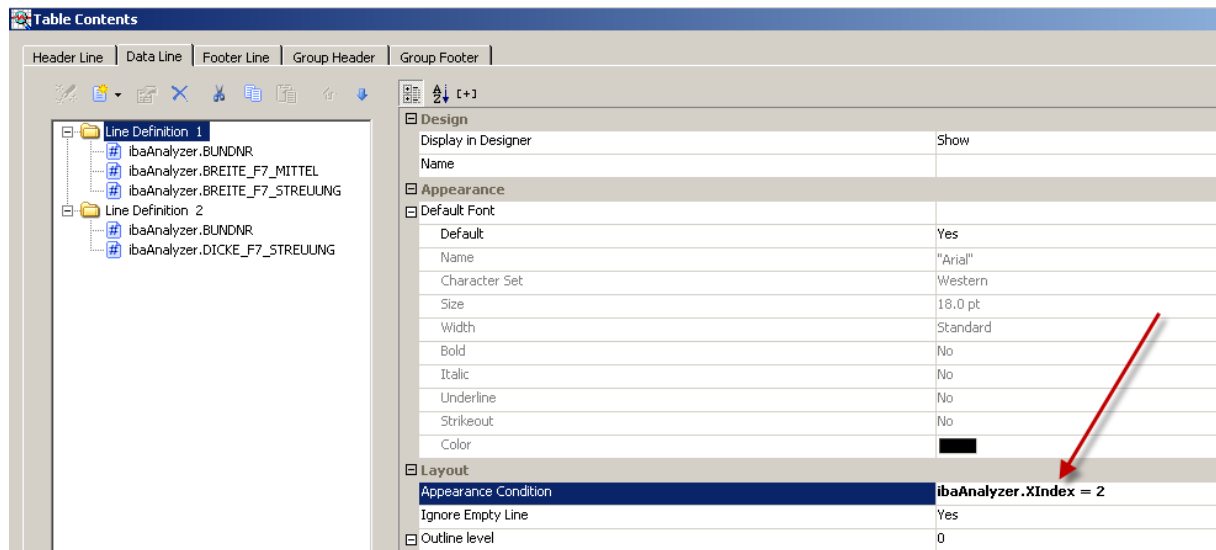 Table Contents
Header Line Data Line Footer Line Group Header Group Footer
Line Definition 1
ibaAnalyzer.BUNDNR
ibaAnalyzer.BREITE_F7_MITTEL
ibaAnalyzer.BREITE_F7_STREUUNG
Line Definition 2
ibaAnalyzer.BUNDNR
ibaAnalyzer.DICKE_F7_STREUUNG
Design
Display in Designer Show
Name
Appearance
Default Font
Default Yes
Name "Arial"
Character Set Western
Size 18.0 pt
Width Standard
Bold No
Italic No
Underline No
Strikeout No
Color
Layout
Appearance Condition ibaAnalyzer.XIndex = 2
Ignore Empty Line Yes
Outline level 0